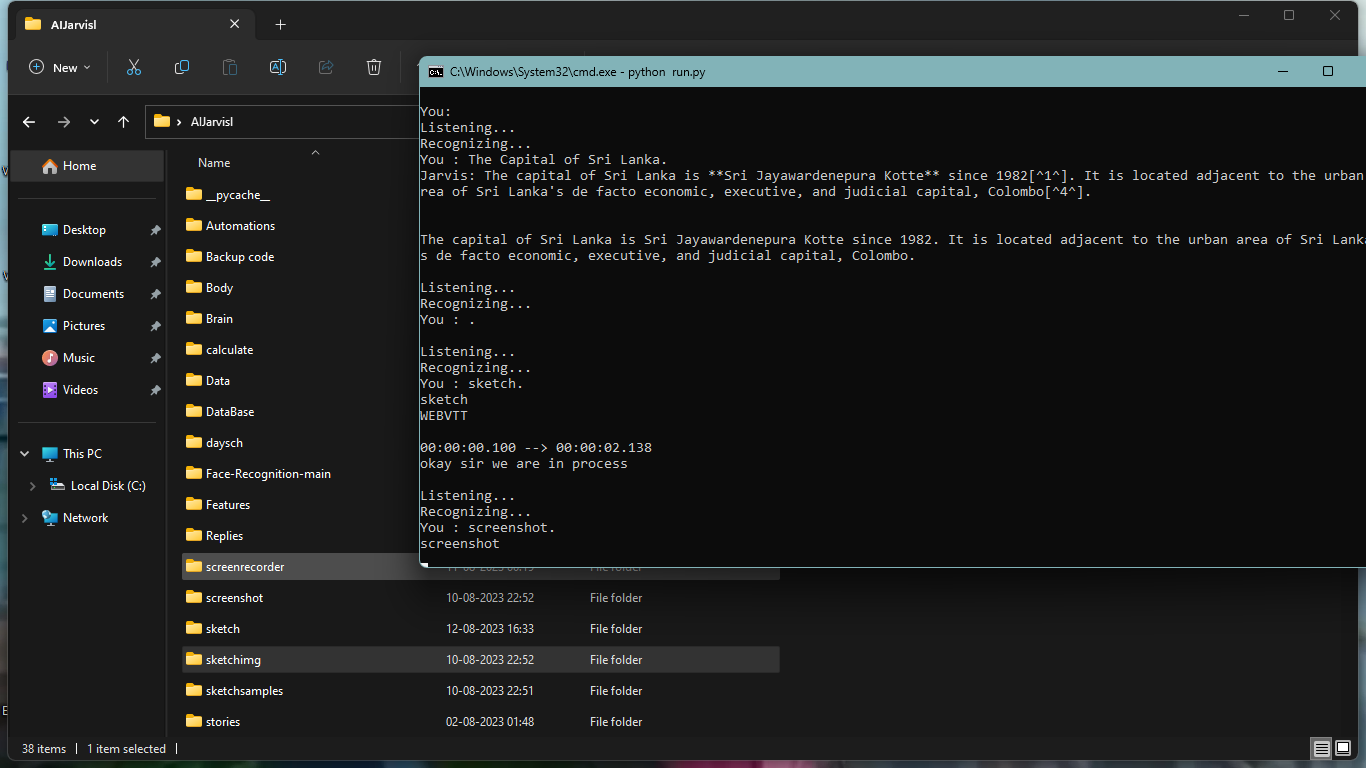 AIJarvisI
New
AIJarvisI
Home
Desktop
Downloads
Documents
Pictures
Music
Videos
This PC
Local Disk (C:)
Network
Name
__pycache__
Automations
Backup code
Body
Brain
calculate
Data
DataBase
daysch
Face-Recognition-main
Features
Replies
screenrecorder File folder
screenshot 10-08-2023 22:52 File folder
sketch 12-08-2023 16:33 File folder
sketchimg 10-08-2023 22:52 File folder
sketchsamples 10-08-2023 22:51 File folder
stories 02-08-2023 01:48 File folder
38 items 1 item selected
C:\Windows\System32\cmd.exe - python run.py
You:
Listening...
Recognizing...
You : The Capital of Sri Lanka.
Jarvis: The capital of Sri Lanka is **Sri Jayawardenepura Kotte** since 1982[^1^]. It is located adjacent to the urban
rea of Sri Lanka's de facto economic, executive, and judicial capital, Colombo[^4^].
The capital of Sri Lanka is Sri Jayawardenepura Kotte since 1982. It is located adjacent to the urban area of Sri Lanka
s de facto economic, executive, and judicial capital, Colombo.
Listening...
Recognizing...
You : .
Listening...
Recognizing...
You : sketch.
sketch
WEBVTT
00:00:00.100 --> 00:00:02.138
okay sir we are in process
Listening...
Recognizing...
You : screenshot.
screenshot